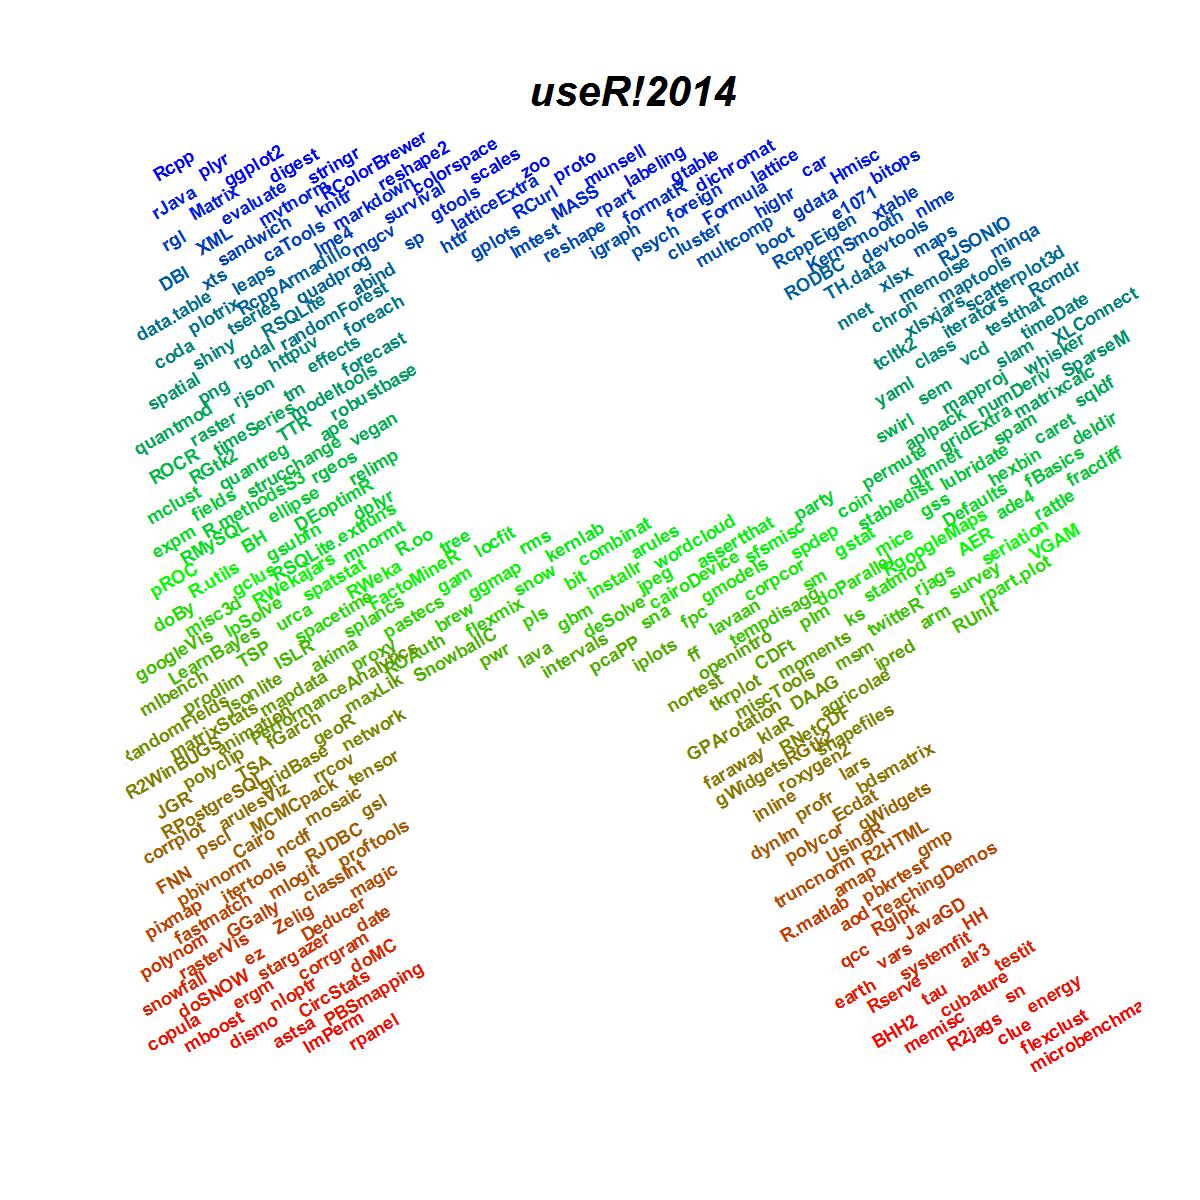 useR!2014
Rcpp
plyr
ggplot2
digest
stringr
RColorBrewer
reshape2
colorspace
scales
zoo
proto
munsell
labeling
gtable
dichromat
lattice
car
Hmisc
bitops
rJava
Matrix
evaluate
mvtnorm
knitr
markdown
survival
gtools
latticeExtra
RCurl
MASS
rpart
formatR
foreign
Formula
highr
gdata
e1071
xtable
nlme
rgl
XML
sandwich
caTools
lme4
mgcv
sp
httr
gplots
lmtest
reshape
igraph
psych
cluster
multcomp
boot
RcppEigen
KernSmooth
devtools
maps
RJSONIO
minqa
DBI
xts
leaps
RcppArmadillo
quadprog
abind
RODBC
TH.data
xlsx
memoise
maptools
scatterplot3d
data.table
plotrix
tseries
RSQLite
randomForest
foreach
nnet
chron
xlsxjars
iterators
testthat
Rcmdr
coda
shiny
rgdal
httpuv
effects
forecast
tcltk2
class
vcd
slam
timeDate
XLConnect
spatial
png
rjson
tm
modeltools
robustbase
yaml
sem
mapproj
numDeriv
whisker
SparseM
quantmod
raster
timeSeries
TTR
ape
vegan
swirl
aplpack
gridExtra
matrixcalc
sqldf
ROCR
RGtk2
quantreg
strucchange
rgeos
relimp
permute
glmnet
lubridate
spam
caret
deldir
mclust
fields
R.methodsS3
ellipse
DEoptimR
dplyr
party
coin
stabledist
gss
Defaults
hexbin
fBasics
fracdiff
expm
RMySQL
BH
gsubfn
RSQLite.extfuns
mnormt
R.oo
tree
locfit
rms
kernlab
combinat
arules
wordcloud
assertthat
sfsmisc
spdep
gstat
mice
RgoogleMaps
AER
ade4
rattle
pROC
R.utils
gclus
RWekajars
spatstat
RWeka
FactoMineR
gam
ggmap
snow
bit
installr
jpeg
cairoDevice
gmodels
corpcor
sm
doParallel
statmod
rjags
seriation
VGAM
doBy
misc3d
lpSolve
urca
spacetime
splancs
pastecs
brew
flexmix
pls
gbm
deSolve
sna
fpc
lavaan
tempdisagg
plm
ks
twitteR
arm
survey
rpart.plot
googleVis
LearnBayes
TSP
ISLR
akima
proxy
ROAuth
SnowballC
pwr
lava
intervals
pcaPP
iplots
ff
openintro
CDFt
moments
msm
ipred
RUnit
mlbench
prodlim
jsonlite
mapdata
PerformanceAnalytics
maxLik
nortest
tkrplot
miscTools
DAAG
agricolae
RandomFields
matrixStats
animation
fGarch
geoR
network
GPArotation
klaR
RNetCDF
shapefiles
R2WinBUGS
polyclip
TSA
gridBase
rrcov
tensor
faraway
gWidgetsRGtk2
roxygen2
lars
bdsmatrix
JGR
RPostgreSQL
arulesViz
MCMCpack
mosaic
gsl
inline
profr
Ecdat
gWidgets
corrplot
pscl
Cairo
ncdf
RJDBC
proftools
dynlm
polycor
UsingR
R2HTML
gmp
FNN
pbivnorm
itertools
mlogit
classInt
magic
truncnorm
amap
pbkrtest
TeachingDemos
pixmap
fastmatch
GGally
Zelig
Deducer
date
R.matlab
aod
Rglpk
JavaGD
HH
polynom
rasterVis
ez
stargazer
corrgram
doMC
qcc
vars
systemfit
alr3
testit
snowfall
doSNOW
ergm
nloptr
CircStats
PBSmapping
earth
Rserve
tau
cubature
sn
energy
copula
mboost
dismo
astsa
lmPerm
rpanel
BHH2
memisc
R2jags
clue
flexclust
microbenchma